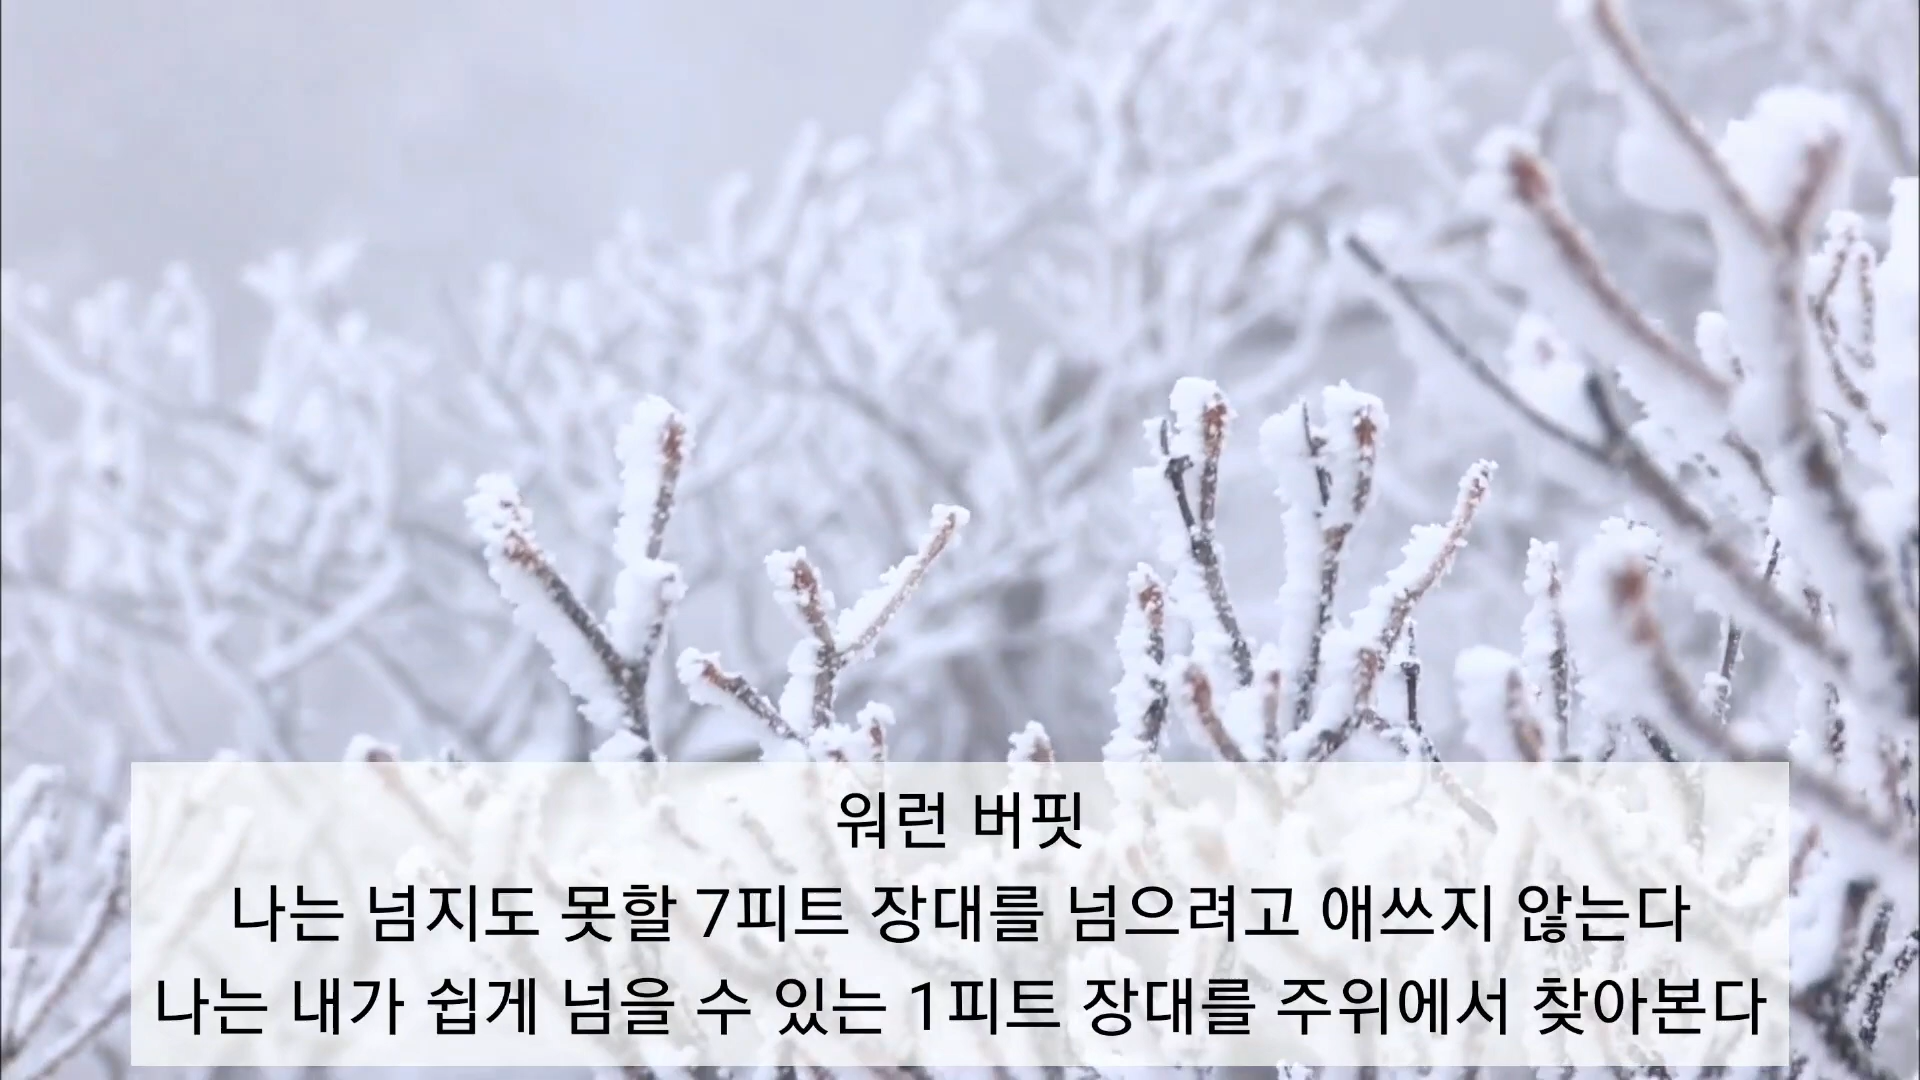 워런 버핏
나는 넘지도 못할 7피트 장대를 넘으려고 애쓰지 않는다
나는 내가 쉽게 넘을 수 있는 1피트 장대를 주위에서 찾아본다